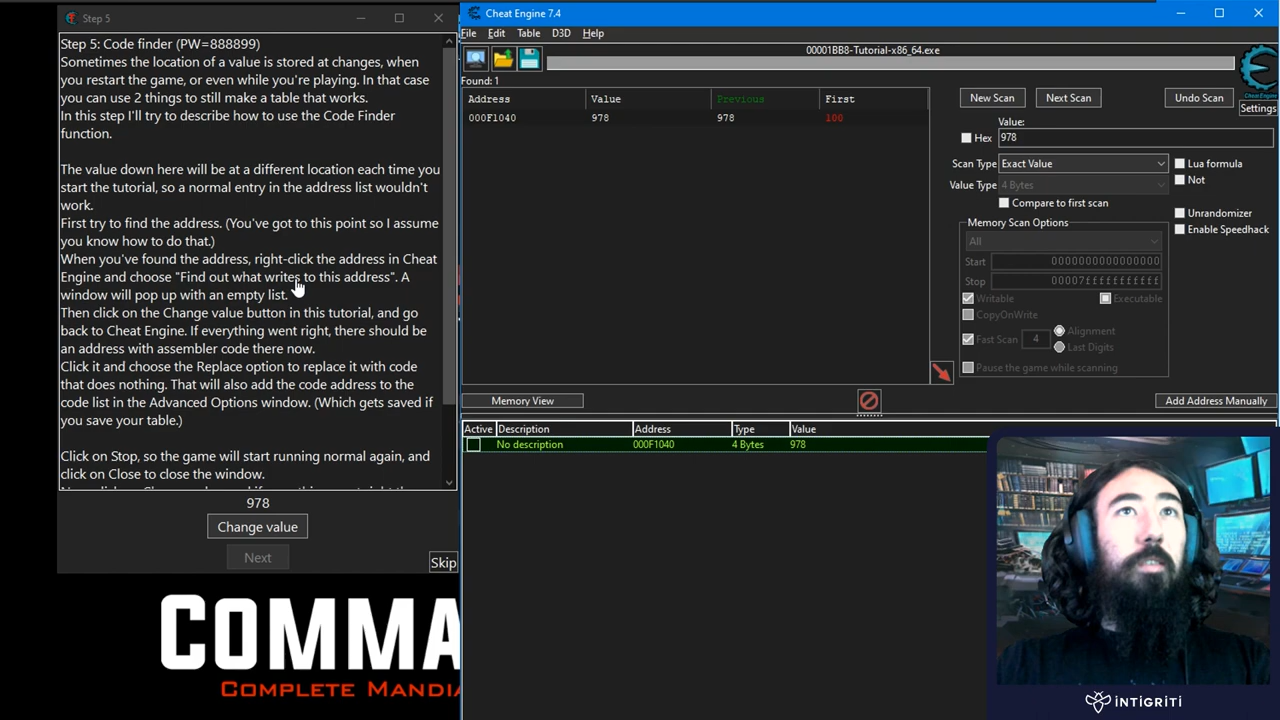 Step 5
Step 5: Code finder (PW=888899)
Sometimes the location of a value is stored at changes, when
you restart the game, or even while you're playing. In that case
you can use 2 things to still make a table that works.
In this step I'll try to describe how to use the Code Finder
function.
The value down here will be at a different location each time you
start the tutorial, so a normal entry in the address list wouldn't
work.
First try to find the address. (You've got to this point so I assume
you know how to do that.)
When you've found the address, right-click the address in Cheat
Engine and choose "Find out what writes to this address". A
window will pop up with an empty list.
Then click on the Change value button in this tutorial, and go
back to Cheat Engine. If everything went right, there should be
an address with assembler code there now.
Click it and choose the Replace option to replace it with code
that does nothing. That will also add the code address to the
code list in the Advanced Options window. (Which gets saved if
you save your table.)
Click on Stop, so the game will start running normal again, and
click on Close to close the window.
978
Change value
Next
Skip
COMMA
COMPLETE MANDIA
Cheat Engine 7.4
File Edit Table D3D Help
00001BB8-Tutorial-x86_64.exe
Found: 1
Address Value Previous First
000F1040 978 978 100
New Scan Next Scan Undo Scan
Settings
Value:
Hex 978
Scan Type Exact Value
Lua formula
Value Type 4 Bytes
Not
Compare to first scan
Memory Scan Options
Unrandomizer
All
Enable Speedhack
Start 0000000000000000
Stop 00007fffffffffff
Writable Executable
CopyOnWrite
Fast Scan 4 Alignment
Last Digits
Pause the game while scanning
Memory View
Add Address Manually
Active Description Address Type Value
No description 000F1040 4 Bytes 978
INTIGRITI